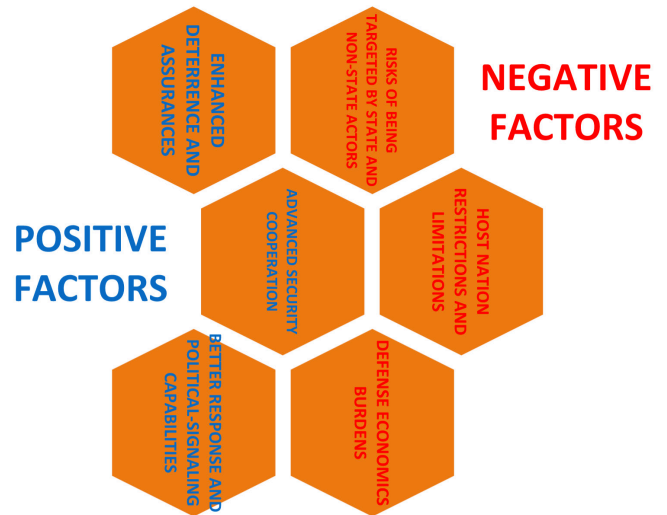 ENHANCED
DETERRENCE AND
ASSURANCES
RISKS OF BEING
TARGETED BY STATE AND
NON-STATE ACTORS
NEGATIVE
FACTORS
POSITIVE
FACTORS
ADVANCED SECURITY
COOPERATION
HOST NATION
RESTRICTIONS AND
LIMITATIONS
BETTER RESPONSE AND
POLITICAL-SIGNALING
CAPABILITIES
DEFENSE ECONOMICS
BURDENS